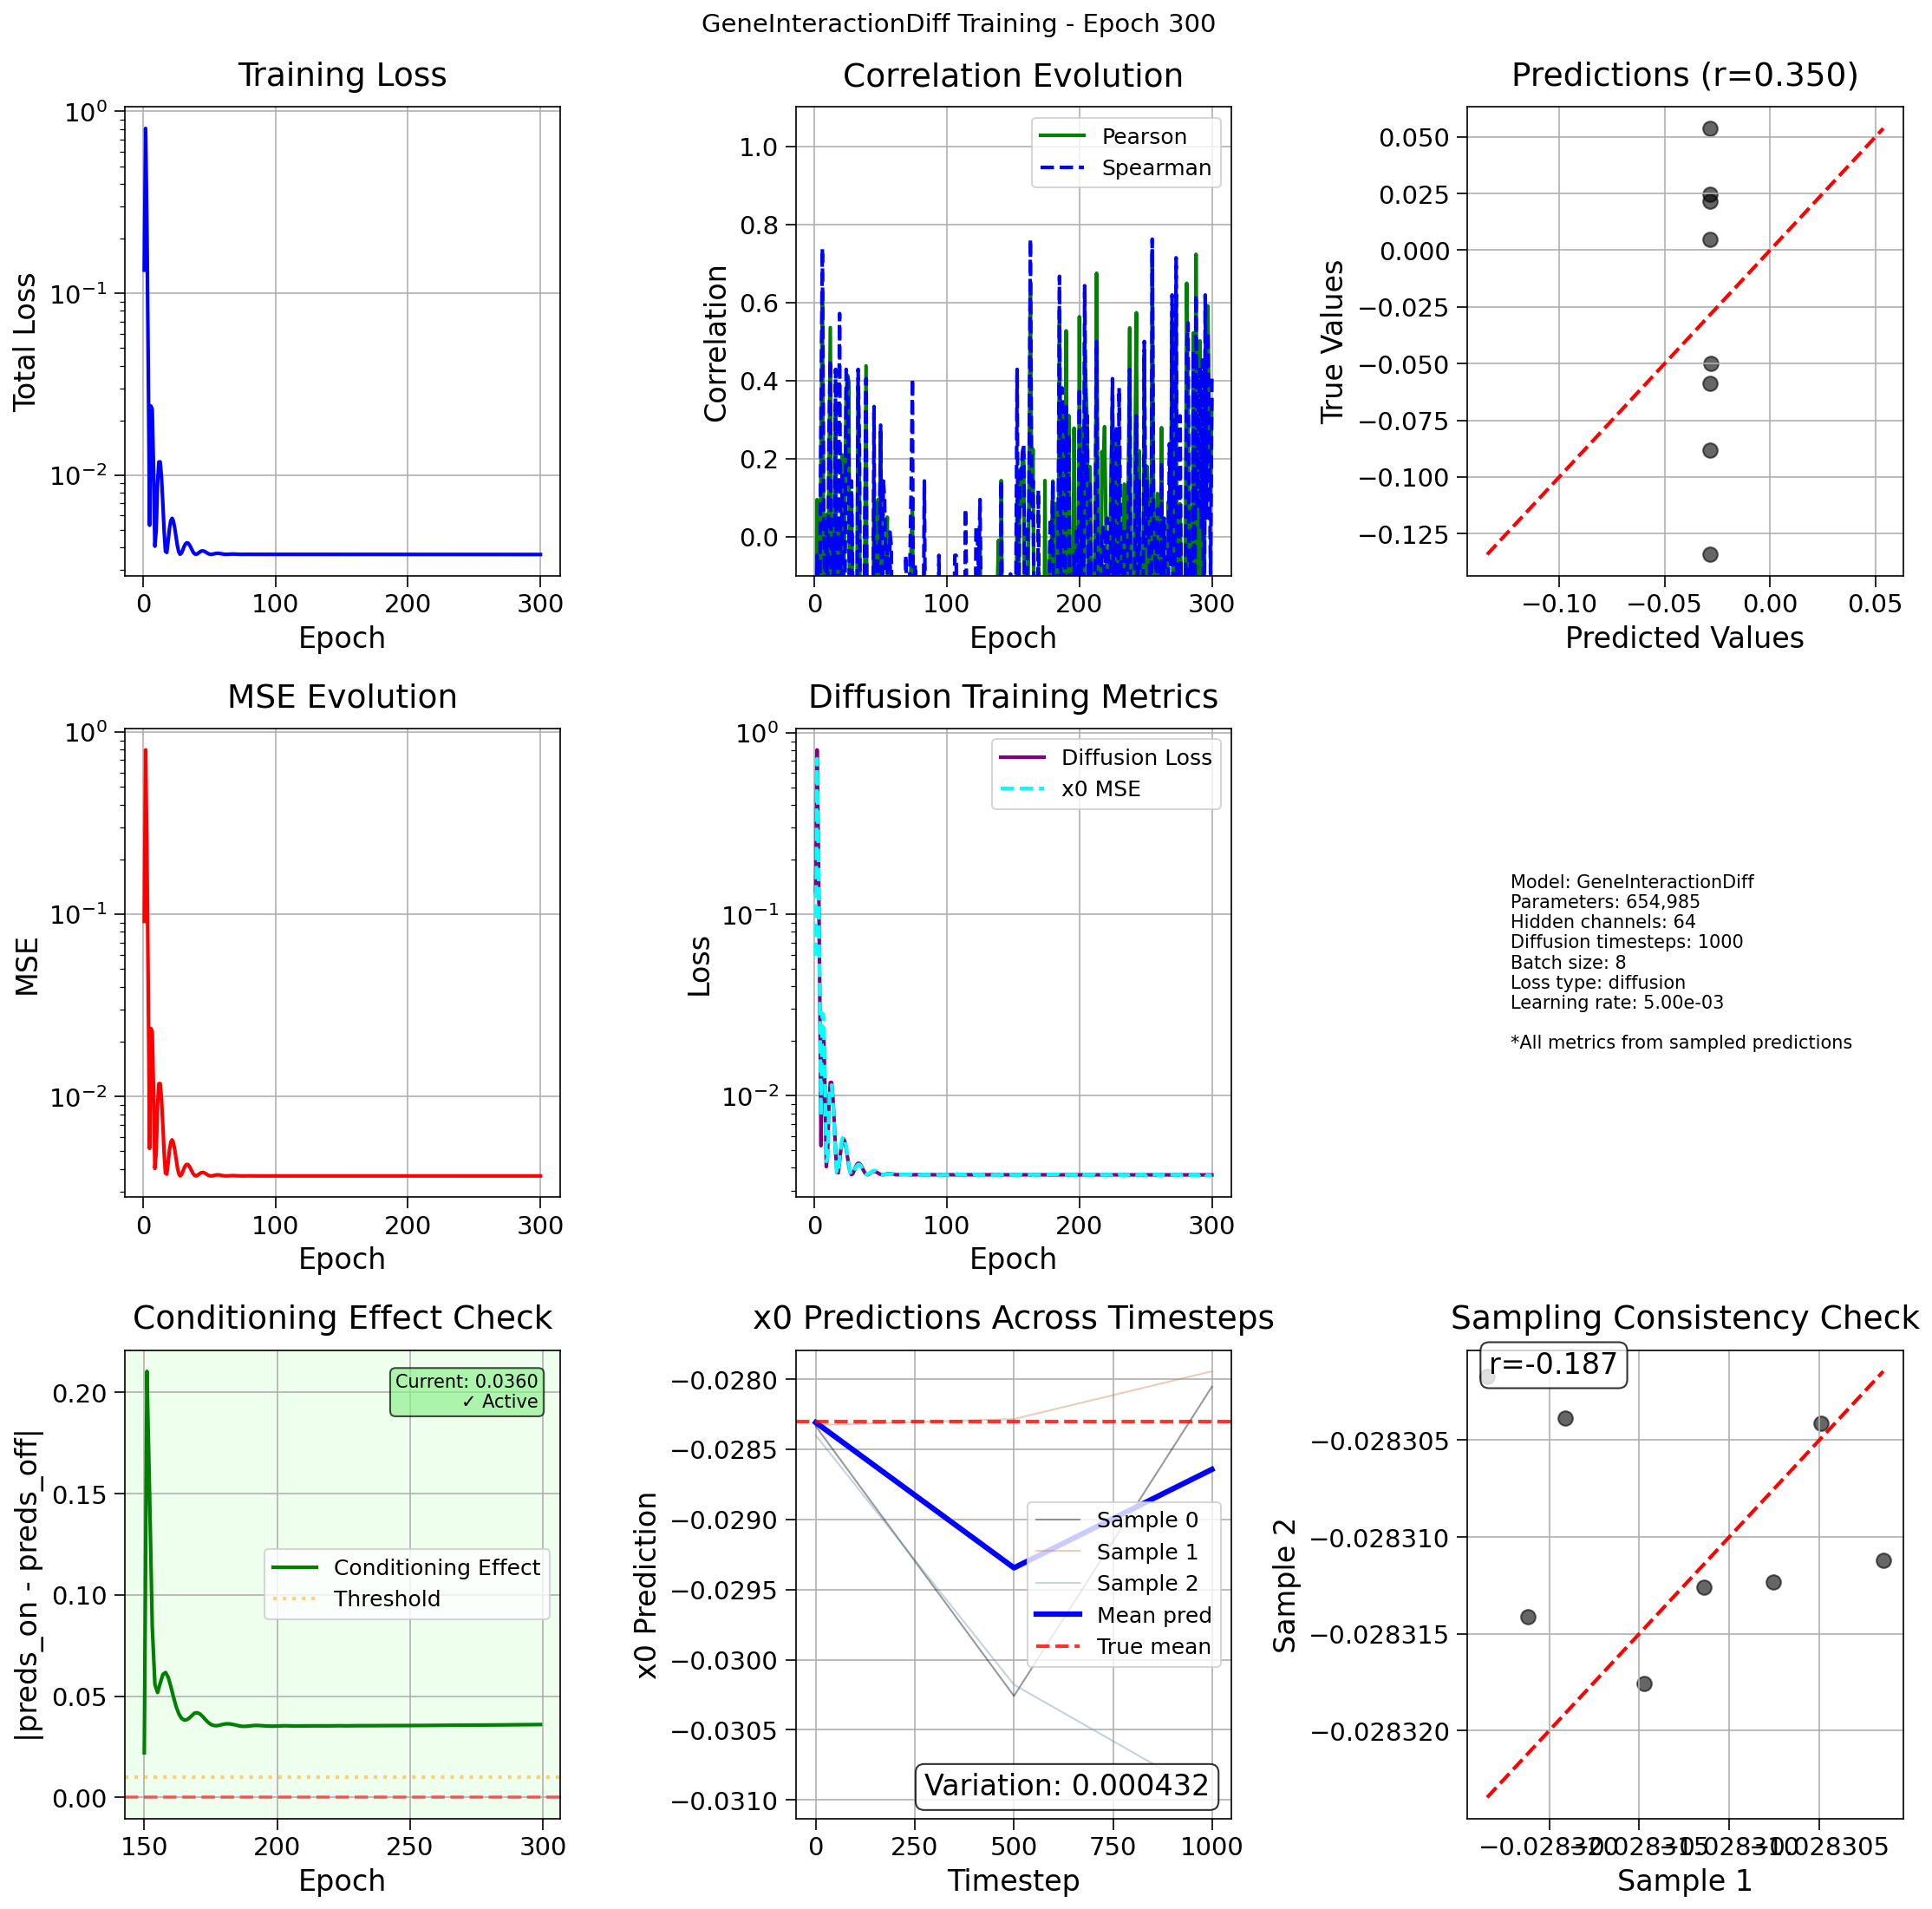 GeneInteractionDiff Training - Epoch 300
Training Loss
Total Loss
10⁰
10⁻¹
10⁻²
0 100 200 300
Epoch
Correlation Evolution
Correlation
1.0
0.8
0.6
0.4
0.2
0.0
Pearson
Spearman
0 100 200 300
Epoch
Predictions (r=0.350)
True Values
0.050
0.025
0.000
−0.025
−0.050
−0.075
−0.100
−0.125
−0.10 −0.05 0.00 0.05
Predicted Values
MSE Evolution
MSE
10⁰
10⁻¹
10⁻²
0 100 200 300
Epoch
Diffusion Training Metrics
Loss
10⁰
10⁻¹
10⁻²
Diffusion Loss
x0 MSE
0 100 200 300
Epoch
Model: GeneInteractionDiff
Parameters: 654,985
Hidden channels: 64
Diffusion timesteps: 1000
Batch size: 8
Loss type: diffusion
Learning rate: 5.00e-03
*All metrics from sampled predictions
Conditioning Effect Check
|preds_on - preds_off|
0.20
0.15
0.10
0.05
0.00
Current: 0.0360
✓ Active
Conditioning Effect
Threshold
150 200 250 300
Epoch
x0 Predictions Across Timesteps
x0 Prediction
−0.0280
−0.0285
−0.0290
−0.0295
−0.0300
−0.0305
−0.0310
Sample 0
Sample 1
Sample 2
Mean pred
True mean
Variation: 0.000432
0 250 500 750 1000
Timestep
Sampling Consistency Check
r=-0.187
Sample 2
−0.028305
−0.028310
−0.028315
−0.028320
−0.028320 −0.028315 −0.028310 −0.028305
Sample 1